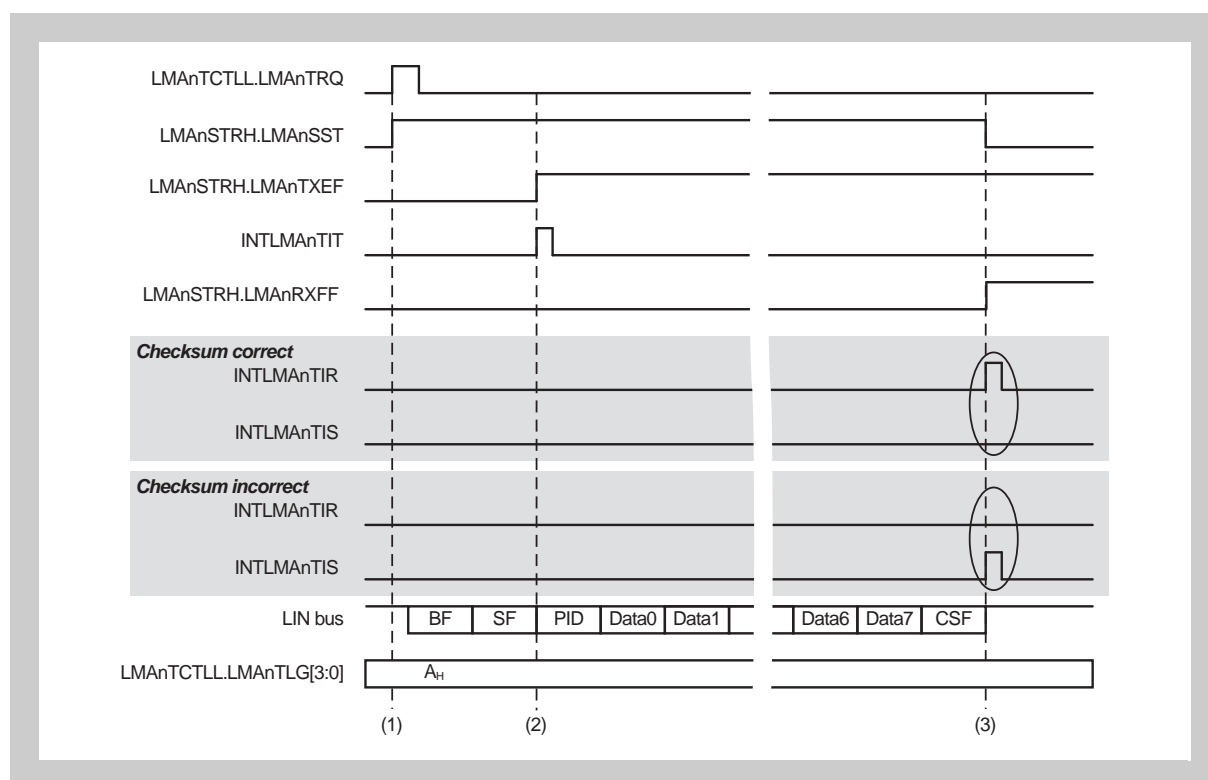 LMAnTCTLL.LMAnTRQ
LMAnSTRH.LMAnSST
LMAnSTRH.LMAnTXEF
INTLMAnTIT
LMAnSTRH.LMAnRXFF
Checksum correct
INTLMAnTIR
INTLMAnTIS
Checksum incorrect
INTLMAnTIR
INTLMAnTIS
LIN bus BF SF PID Data0 Data1 Data6 Data7 CSF
LMAnTCTLL.LMAnTLG[3:0] AH
(1) (2) (3)